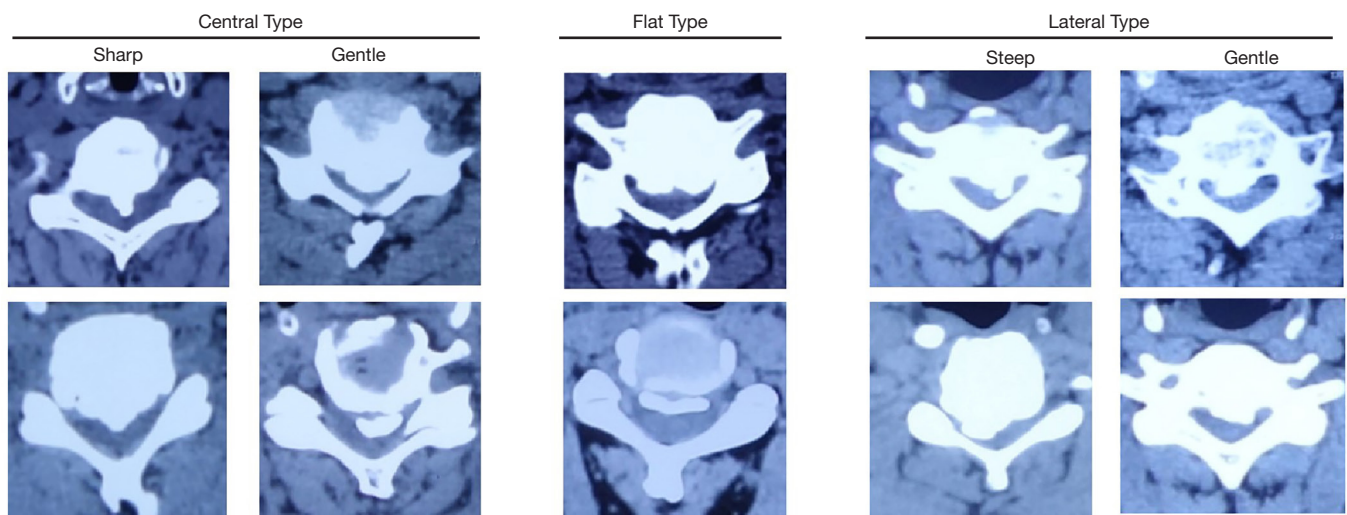 Central Type
Flat Type
Lateral Type
Sharp
Gentle
Steep
Gentle